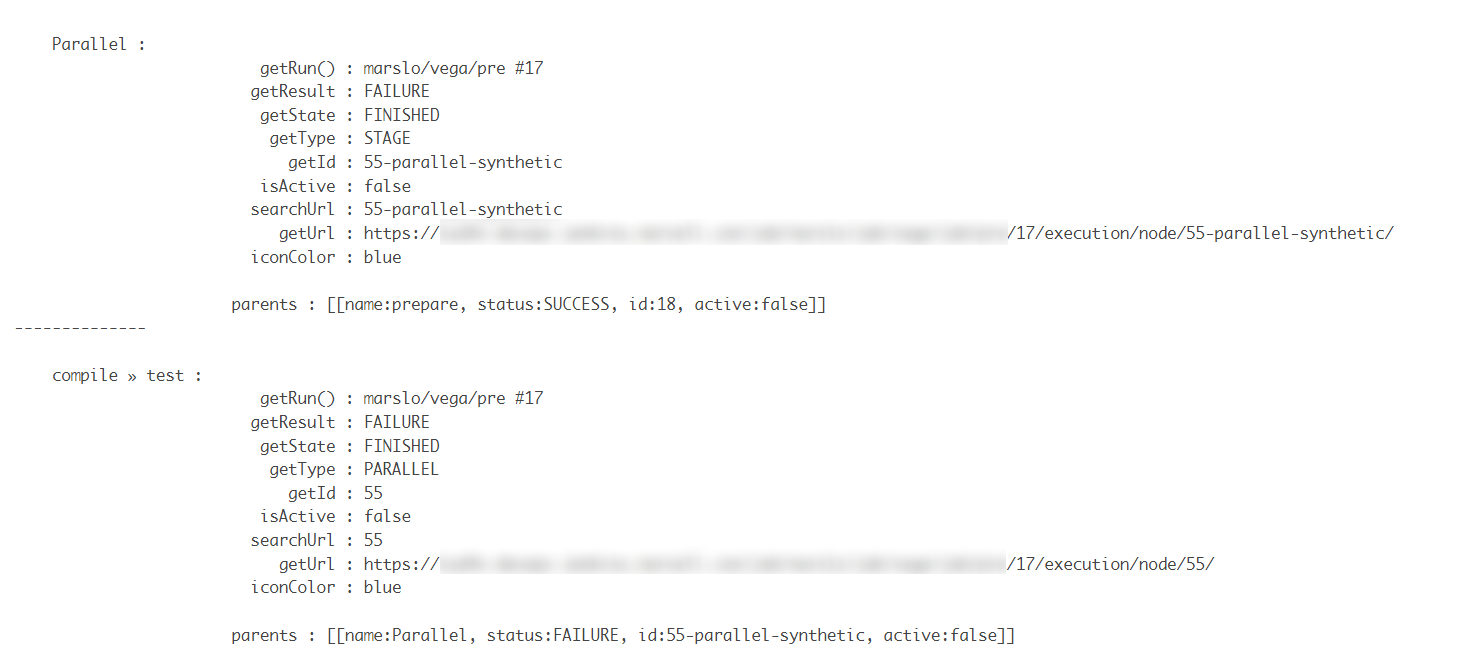 Parallel :
getRun() : marslo/vega/pre #17
getResult : FAILURE
getState : FINISHED
getType : STAGE
getId : 55-parallel-synthetic
isActive : false
searchUrl : 55-parallel-synthetic
getUrl : https:///17/execution/node/55-parallel-synthetic/
iconColor : blue
parents : [[name:prepare, status:SUCCESS, id:18, active:false]]
--------------
compile » test :
getRun() : marslo/vega/pre #17
getResult : FAILURE
getState : FINISHED
getType : PARALLEL
getId : 55
isActive : false
searchUrl : 55
getUrl : https:///17/execution/node/55/
iconColor : blue
parents : [[name:Parallel, status:FAILURE, id:55-parallel-synthetic, active:false]]